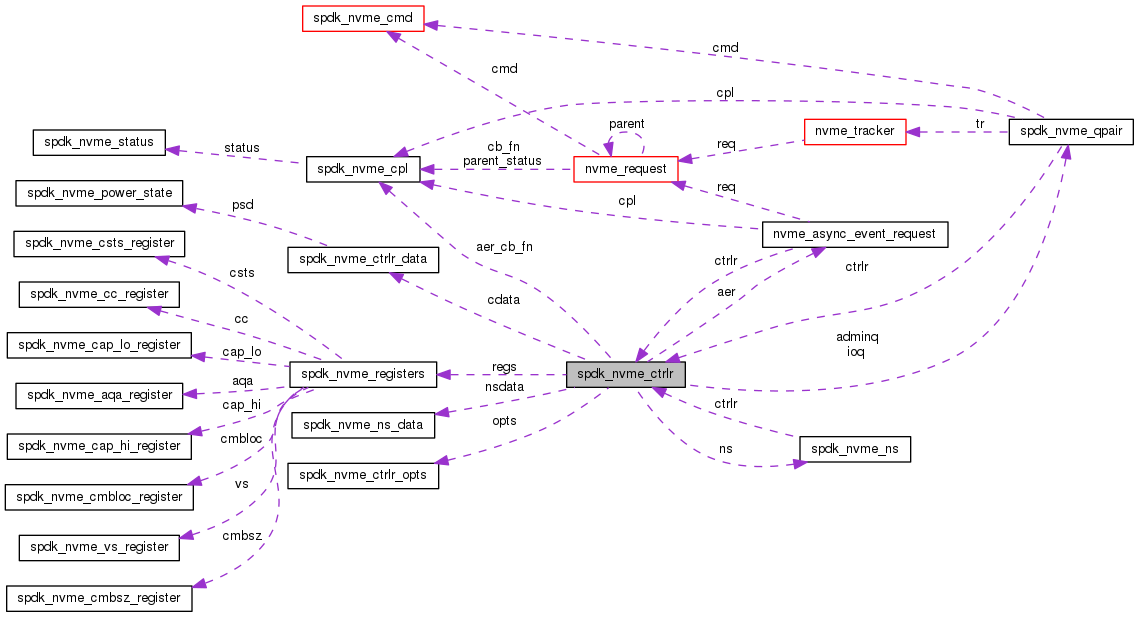 spdk_nvme_cmd
cmd
cmd
cpl
parent
nvme_tracker
tr
spdk_nvme_qpair
spdk_nvme_status
status
cb_fn
parent_status
req
spdk_nvme_cpl
nvme_request
req
spdk_nvme_power_state
psd
cpl
spdk_nvme_csts_register
aer_cb_fn
nvme_async_event_request
spdk_nvme_ctrlr_data
ctrlr
ctrlr
csts
spdk_nvme_cc_register
cdata
aer
cc
spdk_nvme_cap_lo_register
cap_lo
adminq
ioq
regs
spdk_nvme_registers
spdk_nvme_ctrlr
aqa
nsdata
spdk_nvme_aqa_register
cap_hi
ctrlr
spdk_nvme_ns_data
opts
spdk_nvme_cap_hi_register
cmbloc
ns
spdk_nvme_ns
spdk_nvme_ctrlr_opts
vs
spdk_nvme_cmbloc_register
cmbsz
spdk_nvme_vs_register
spdk_nvme_cmbsz_register